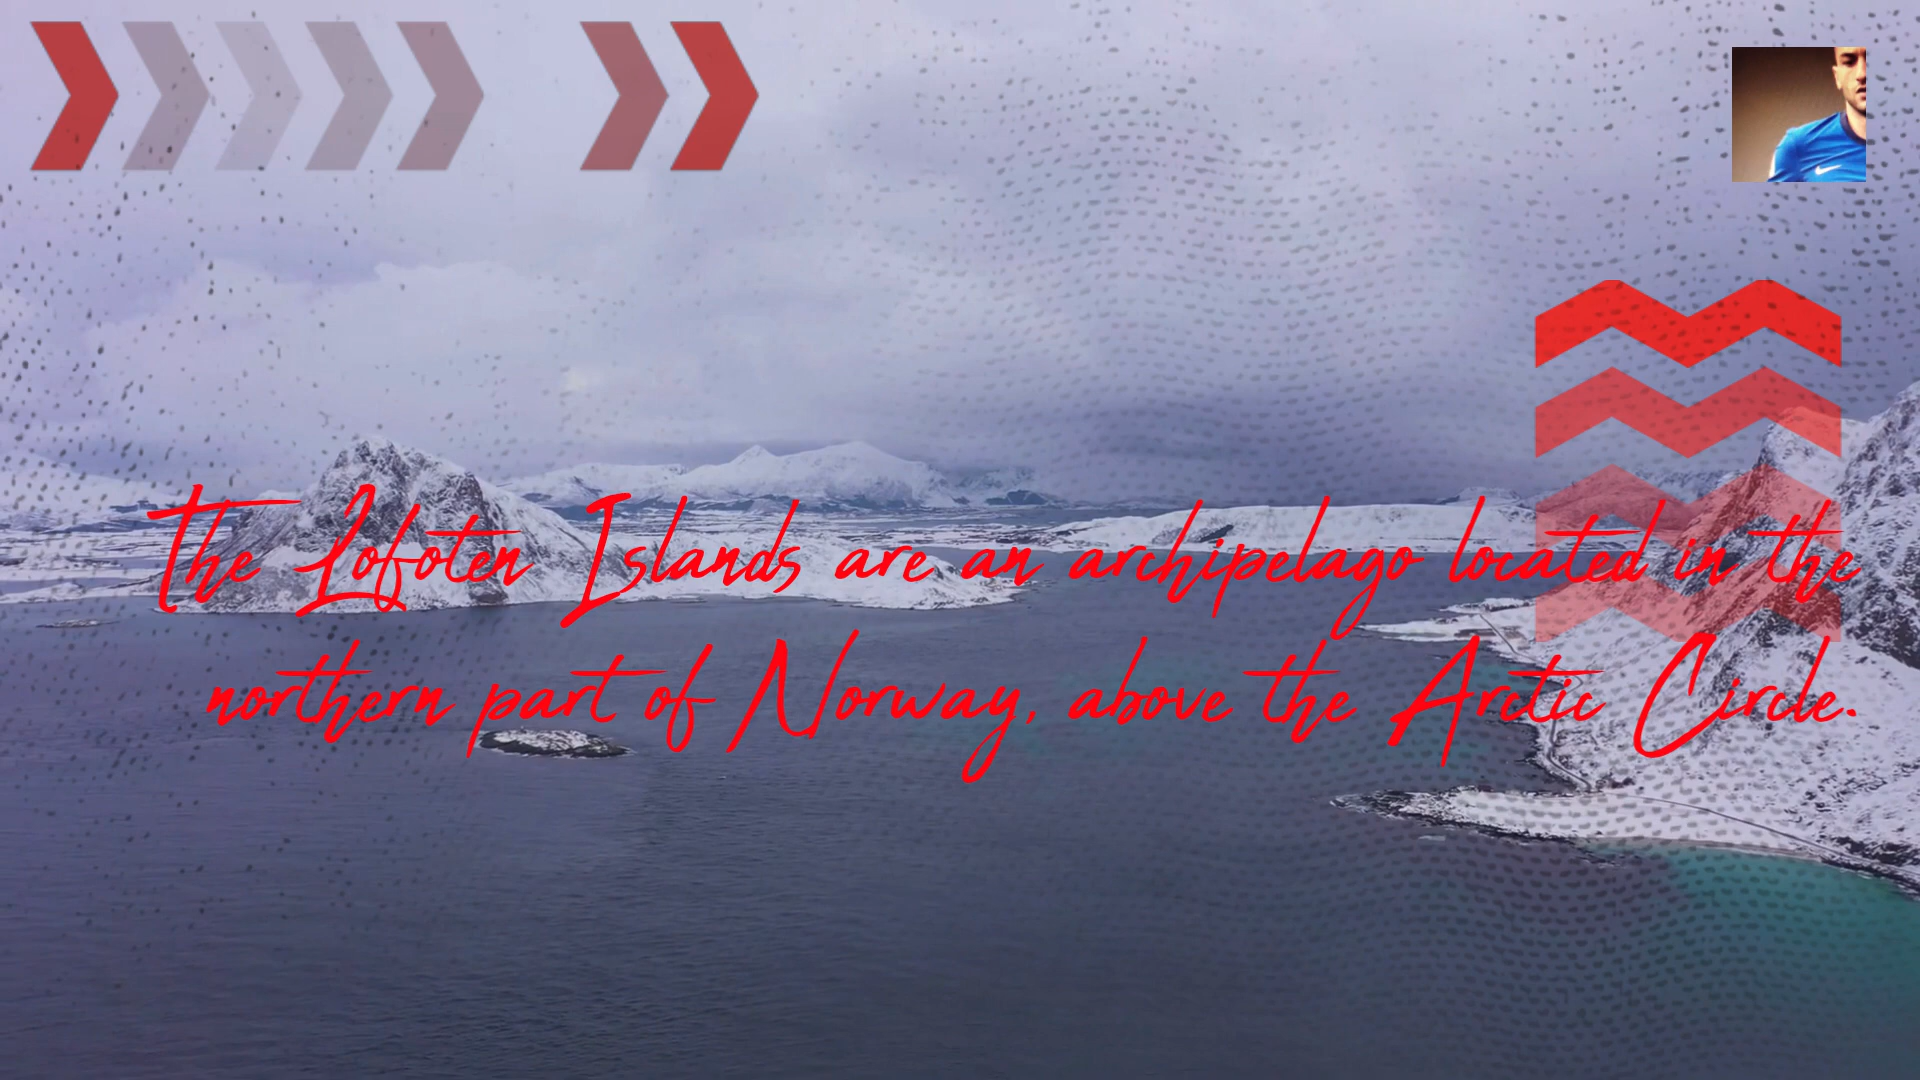 The Lofoten Islands are an archipelago located in the
northern part of Norway, above the Arctic Circle.